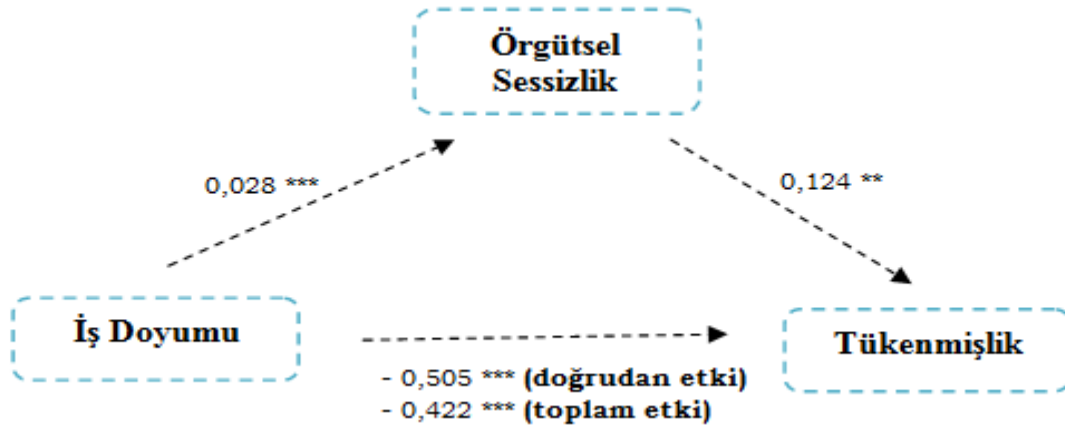 Örgütsel
Sessizlik
0,028 ***
0,124 **
İş Doyumu
Tükenmişlik
- 0,505 *** (doğrudan etki)
- 0,422 *** (toplam etki)